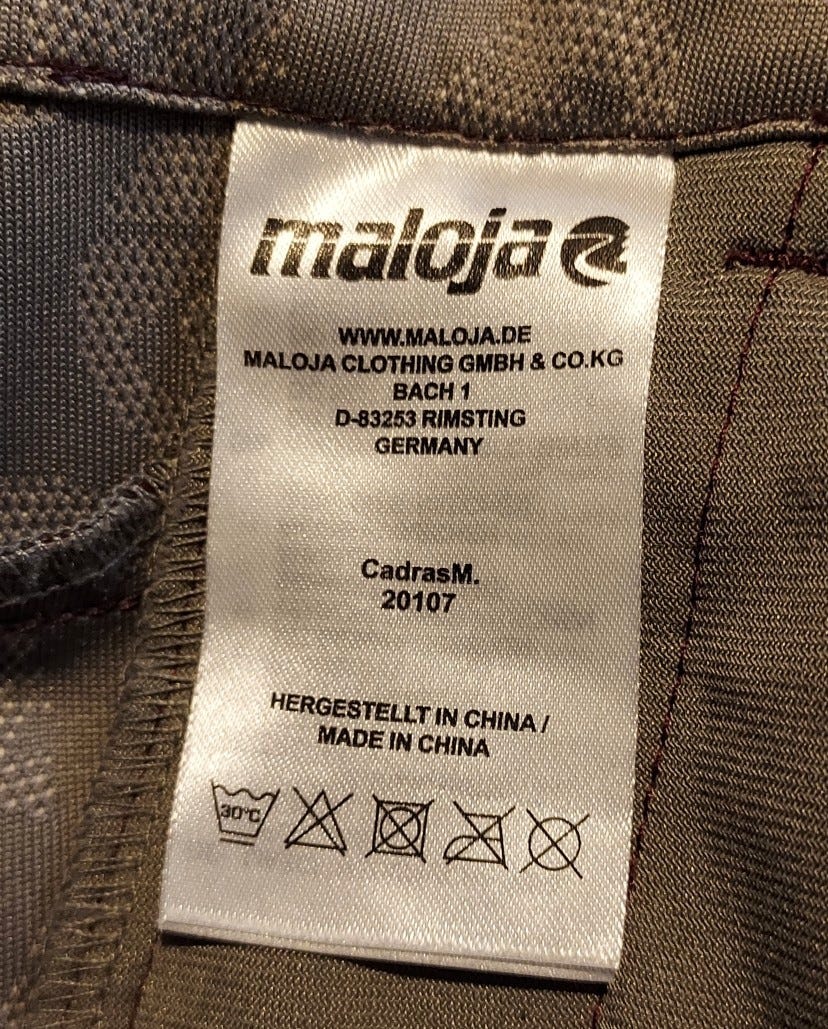 maloja
WWW.MALOJA.DE
MALOJA CLOTHING GMBH & CO.KG
BACH 1
D-83253 RIMSTING
GERMANY
CadrasM.
20107
HERGESTELLT IN CHINA /
MADE IN CHINA
30°C